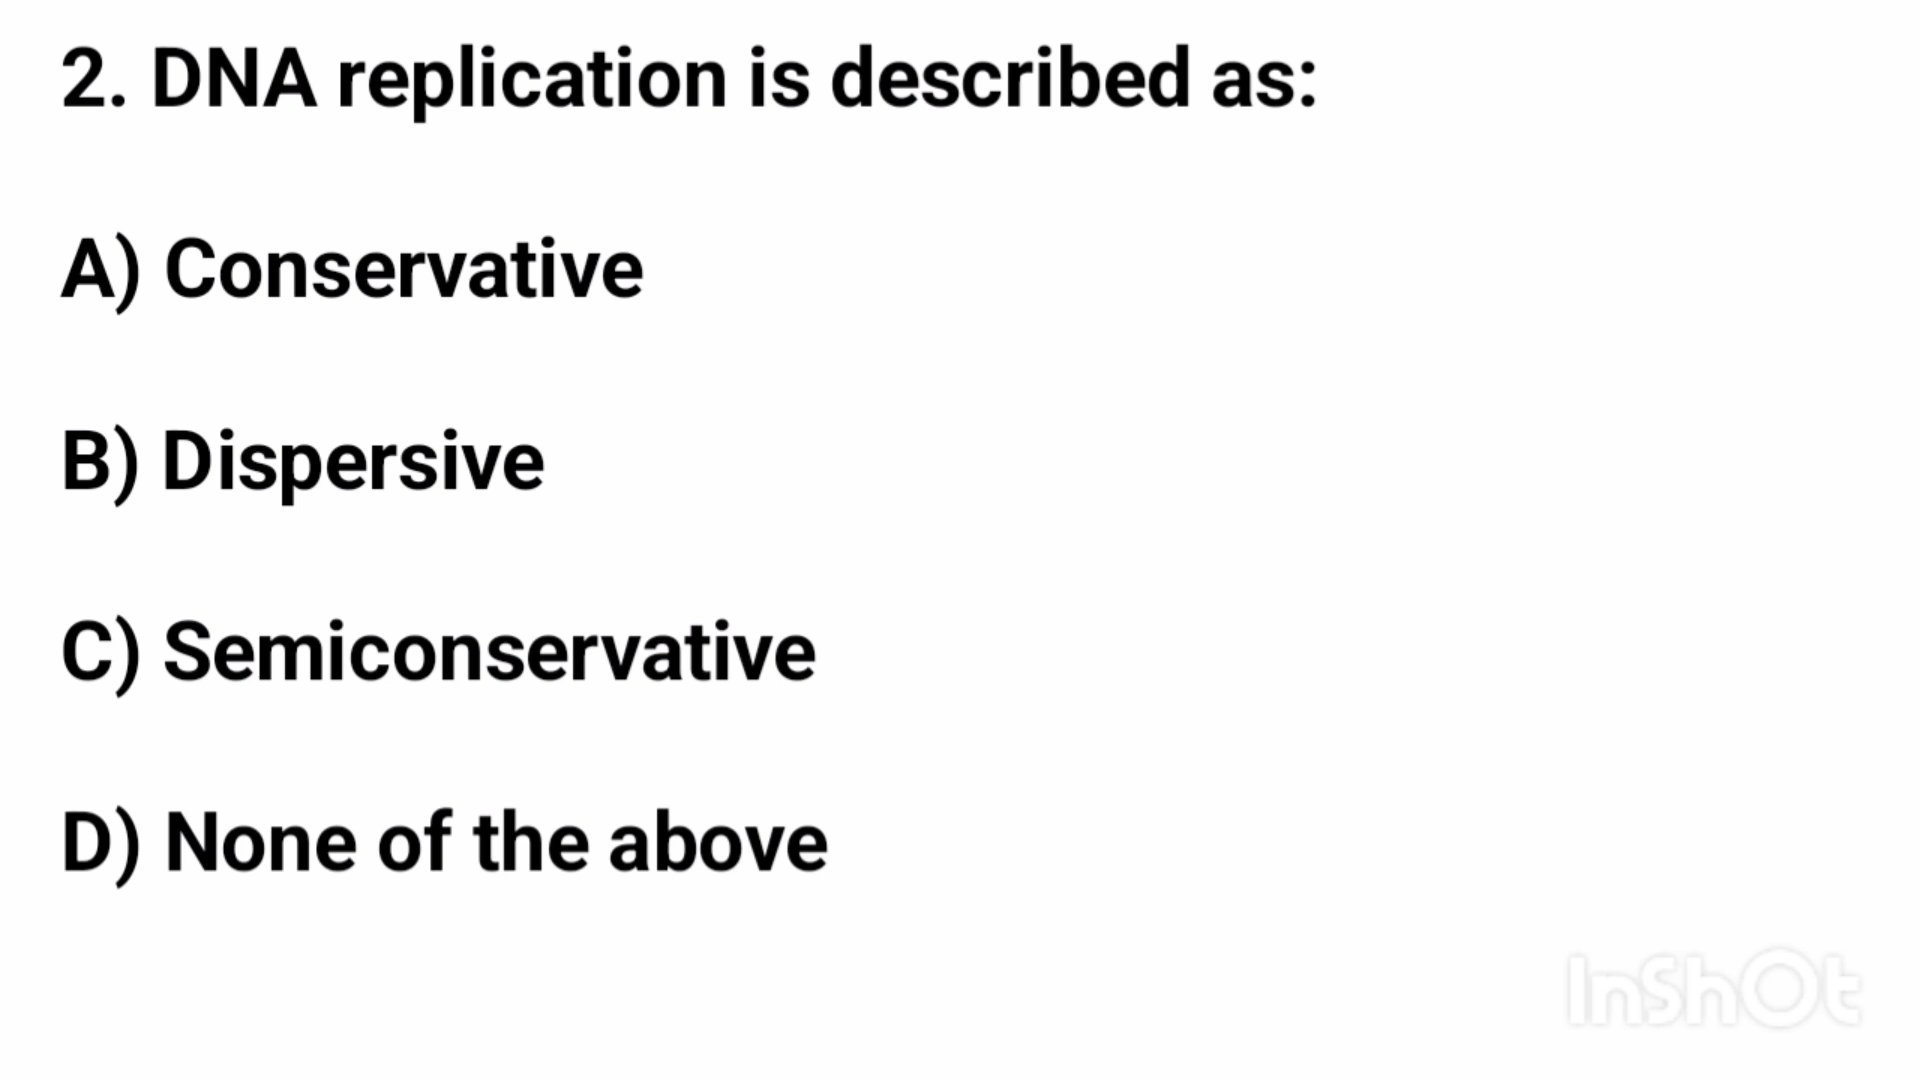 2. DNA replication is described as:
A) Conservative
B) Dispersive
C) Semiconservative
D) None of the above
InShOt